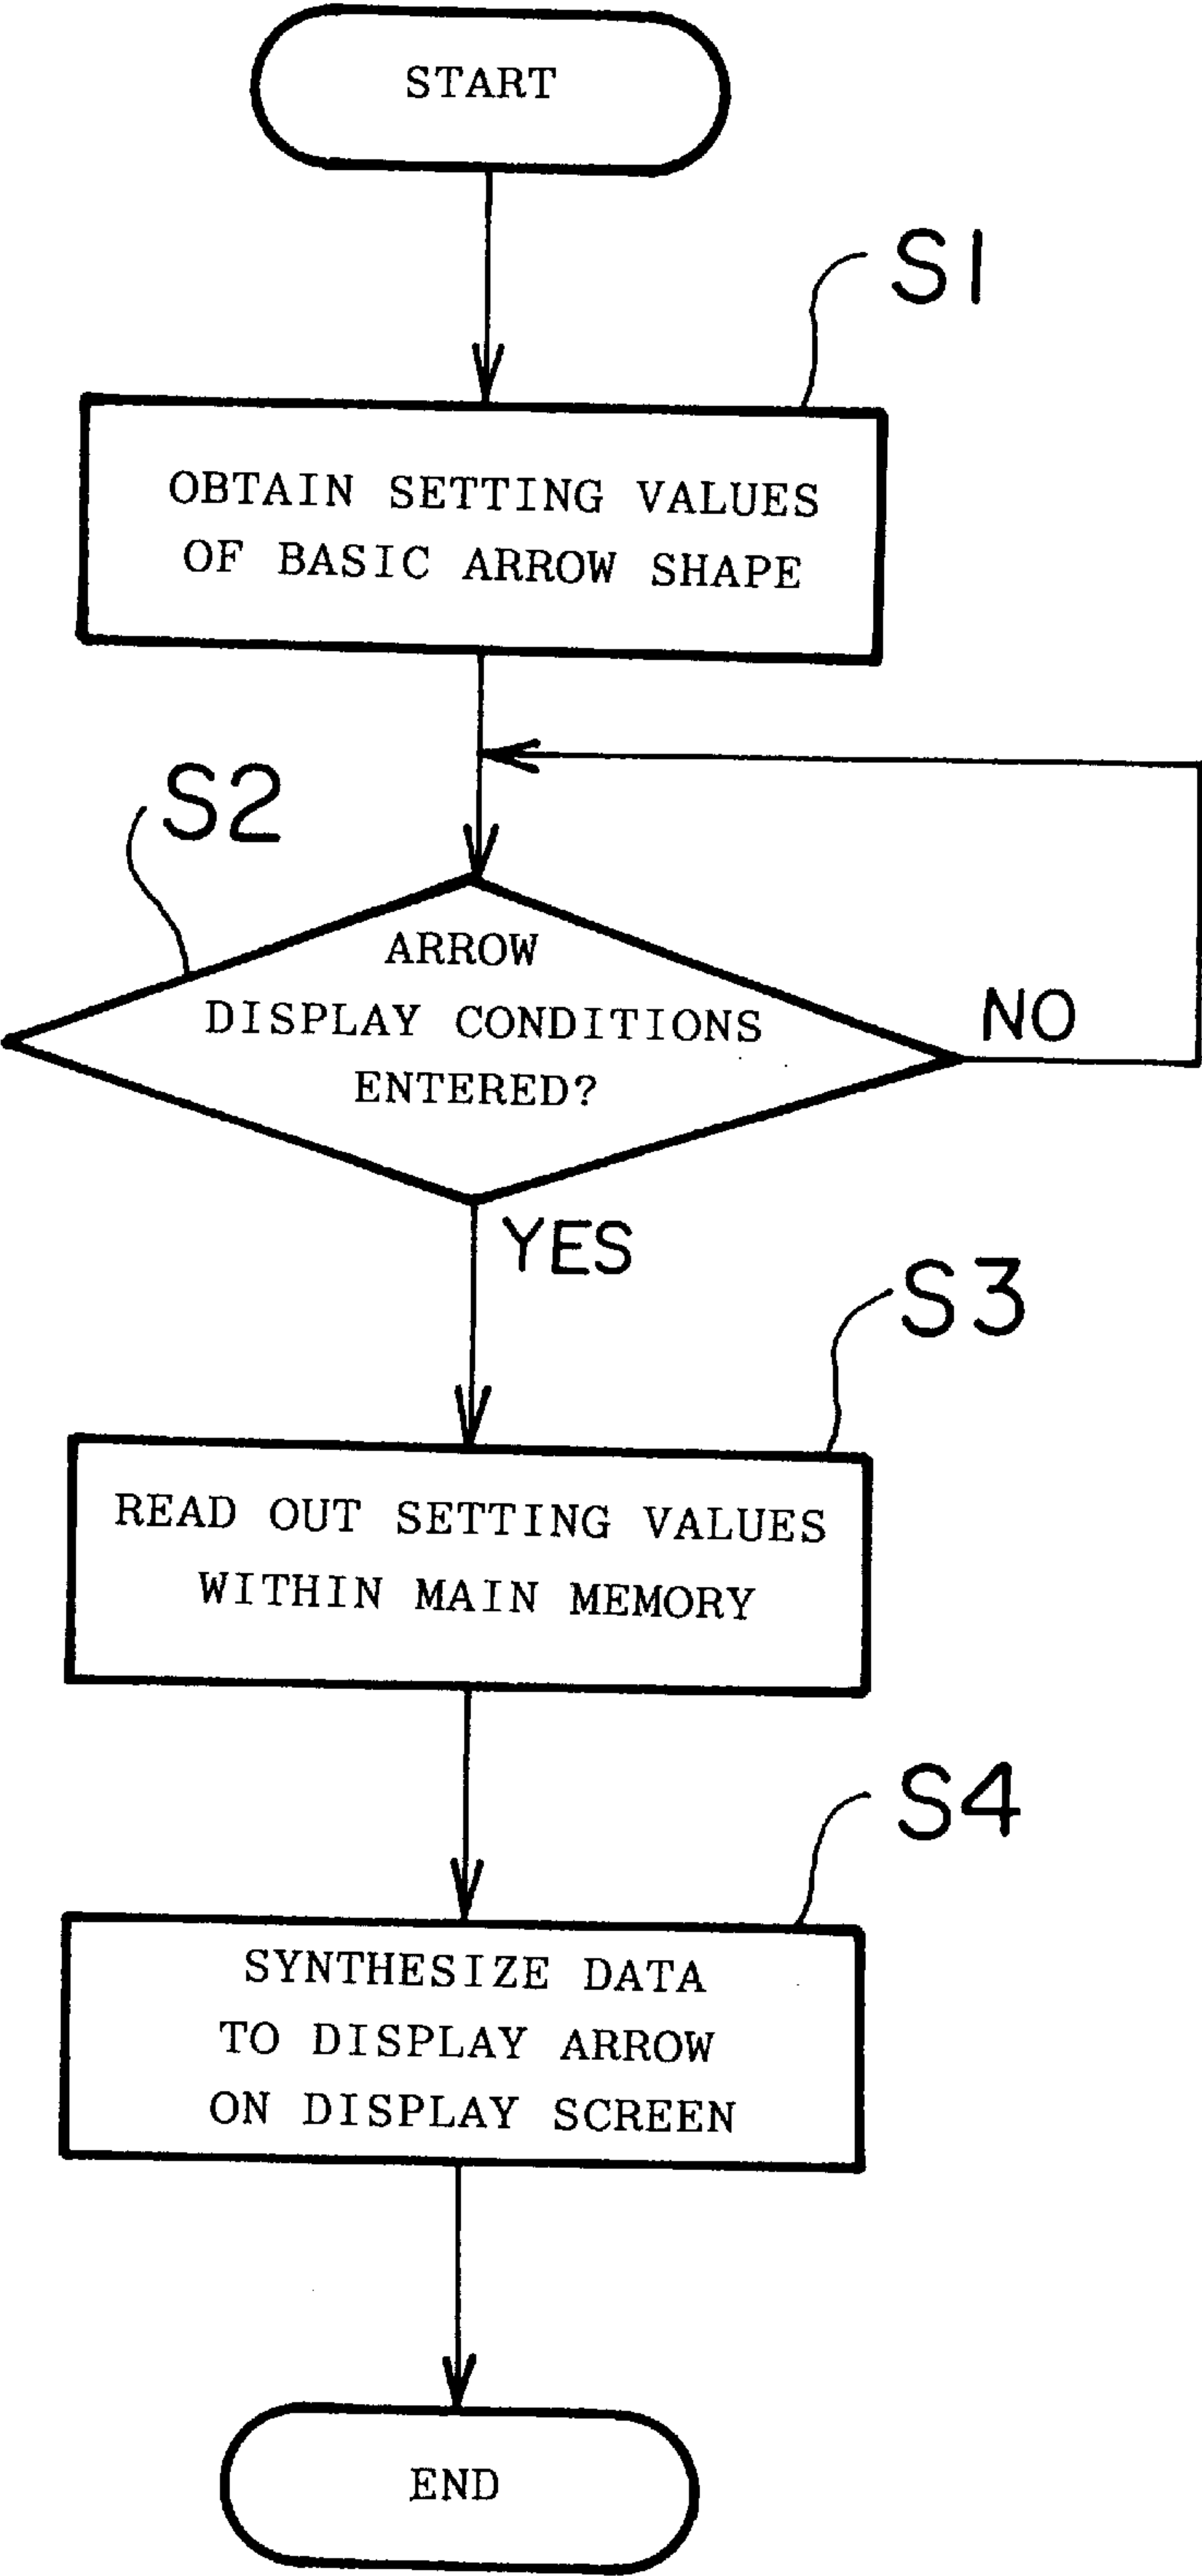 START
S1
OBTAIN SETTING VALUES
OF BASIC ARROW SHAPE
S2
ARROW
DISPLAY CONDITIONS
ENTERED?
NO
YES
S3
READ OUT SETTING VALUES
WITHIN MAIN MEMORY
S4
SYNTHESIZE DATA
TO DISPLAY ARROW
ON DISPLAY SCREEN
END